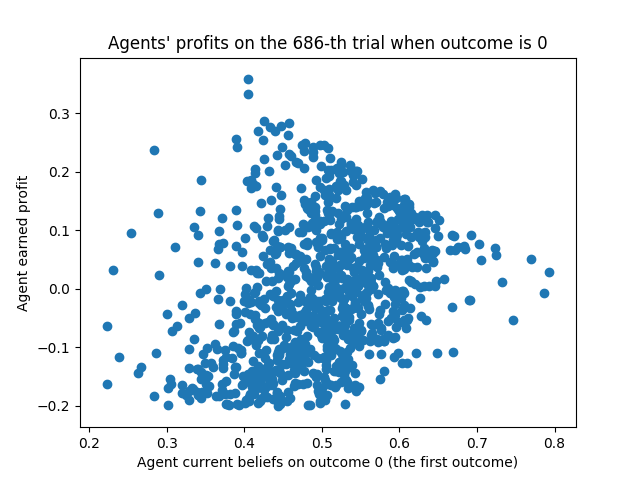 Agents' profits on the 686-th trial when outcome is 0
Agent earned profit
0.3
0.2
0.1
0.0
−0.1
−0.2
0.2 0.3 0.4 0.5 0.6 0.7 0.8
Agent current beliefs on outcome 0 (the first outcome)